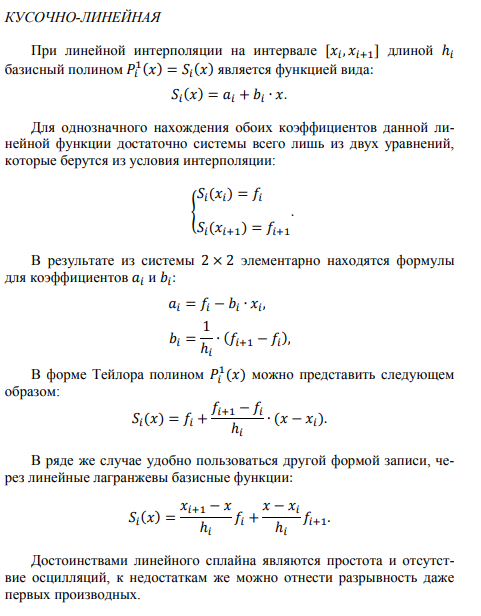 КУСОЧНО-ЛИНЕЙНАЯ
При линейной интерполяции на интервале [xᵢ, xᵢ₊₁] длиной hᵢ
базисный полином Pᵢ¹(x) = Sᵢ(x) является функцией вида:
Sᵢ(x) = aᵢ + bᵢ · x.
Для однозначного нахождения обоих коэффициентов данной ли-
нейной функции достаточно системы всего лишь из двух уравнений,
которые берутся из условия интерполяции:
{Sᵢ(xᵢ) = fᵢ
Sᵢ(xᵢ₊₁) = fᵢ₊₁ .
В результате из системы 2 × 2 элементарно находятся формулы
для коэффициентов aᵢ и bᵢ:
aᵢ = fᵢ − bᵢ · xᵢ,
bᵢ = 1/hᵢ · (fᵢ₊₁ − fᵢ),
В форме Тейлора полином Pᵢ¹(x) можно представить следующем
образом:
Sᵢ(x) = fᵢ + (fᵢ₊₁ − fᵢ)/hᵢ · (x − xᵢ).
В ряде же случае удобно пользоваться другой формой записи, че-
рез линейные лагранжевы базисные функции:
Sᵢ(x) = (xᵢ₊₁ − x)/hᵢ fᵢ + (x − xᵢ)/hᵢ fᵢ₊₁.
Достоинствами линейного сплайна являются простота и отсутст-
вие осцилляций, к недостаткам же можно отнести разрывность даже
первых производных.